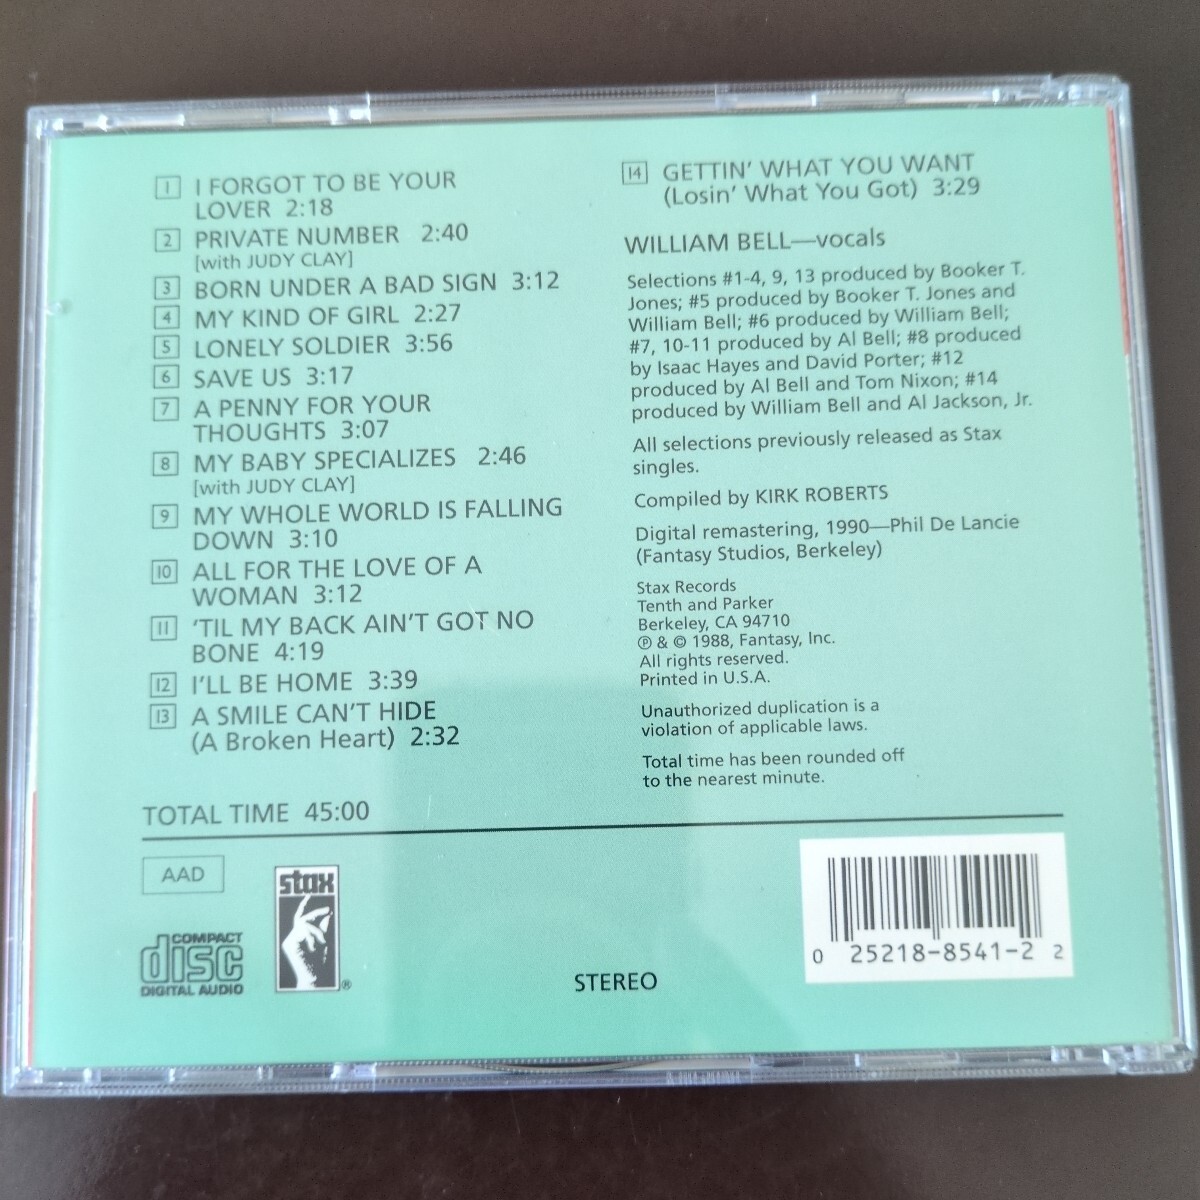 1 I FORGOT TO BE YOUR
LOVER 2:18
2 PRIVATE NUMBER 2:40
[with JUDY CLAY]
3 BORN UNDER A BAD SIGN 3:12
4 MY KIND OF GIRL 2:27
5 LONELY SOLDIER 3:56
6 SAVE US 3:17
7 A PENNY FOR YOUR
THOUGHTS 3:07
8 MY BABY SPECIALIZES 2:46
[with JUDY CLAY]
9 MY WHOLE WORLD IS FALLING
DOWN 3:10
10 ALL FOR THE LOVE OF A
WOMAN 3:12
11 'TIL MY BACK AIN'T GOT NO
BONE 4:19
12 I'LL BE HOME 3:39
13 A SMILE CAN'T HIDE
(A Broken Heart) 2:32
14 GETTIN' WHAT YOU WANT
(Losin' What You Got) 3:29
WILLIAM BELL—vocals
Selections #1-4, 9, 13 produced by Booker T.
Jones; #5 produced by Booker T. Jones and
William Bell; #6 produced by William Bell;
#7, 10-11 produced by Al Bell; #8 produced
by Isaac Hayes and David Porter; #12
produced by Al Bell and Tom Nixon; #14
produced by William Bell and Al Jackson, Jr.
All selections previously released as Stax
singles.
Compiled by KIRK ROBERTS
Digital remastering, 1990—Phil De Lancie
(Fantasy Studios, Berkeley)
Stax Records
Tenth and Parker
Berkeley, CA 94710
℗ & © 1988, Fantasy, Inc.
All rights reserved.
Printed in U.S.A.
Unauthorized duplication is a
violation of applicable laws.
Total time has been rounded off
to the nearest minute.
TOTAL TIME 45:00
AAD
stax
®
COMPACT
disc
DIGITAL AUDIO
STEREO
0 25218-8541-2 2